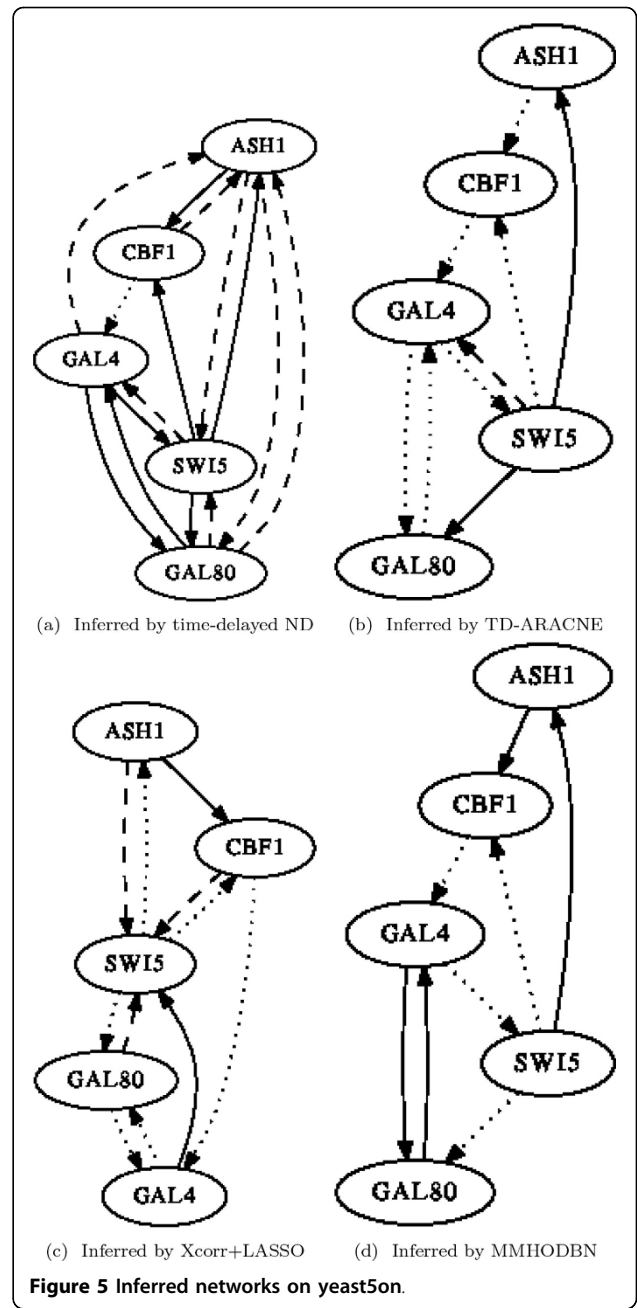 ASH1
CBF1
GAL4
SWI5
GAL80
(a) Inferred by time-delayed ND
ASH1
CBF1
GAL4
SWI5
GAL80
(b) Inferred by TD-ARACNE
ASH1
CBF1
SWI5
GAL80
GAL4
(c) Inferred by Xcorr+LASSO
ASH1
CBF1
GAL4
SWI5
GAL80
(d) Inferred by MMHODBN
Figure 5 Inferred networks on yeast5on.